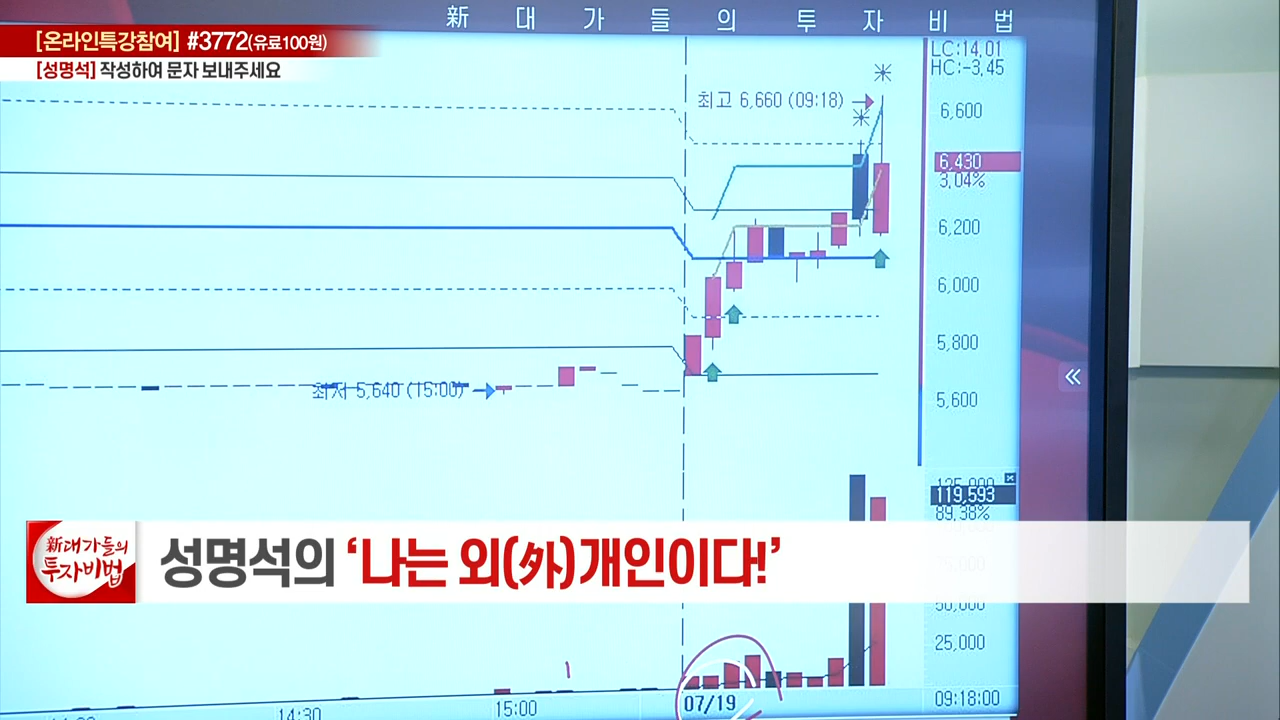 新 대 가 들 의 투 자 비 법
[온라인특강참여] #3772(유료100원)
[성명석] 작성하여 문자 보내주세요
LC:14,01
HC:-3,45
최고 6,660 (09:18)
6,600
6,430
3,04%
6,200
6,000
5,800
5,600
최저 5,640 (15:00)
125,000
119,593
89,38%
新 대가들의
투자비법
성명석의 ‘나는 외(外)개인이다!’
75,000
50,000
25,000
14:30
15:00
07/19
09:18:00